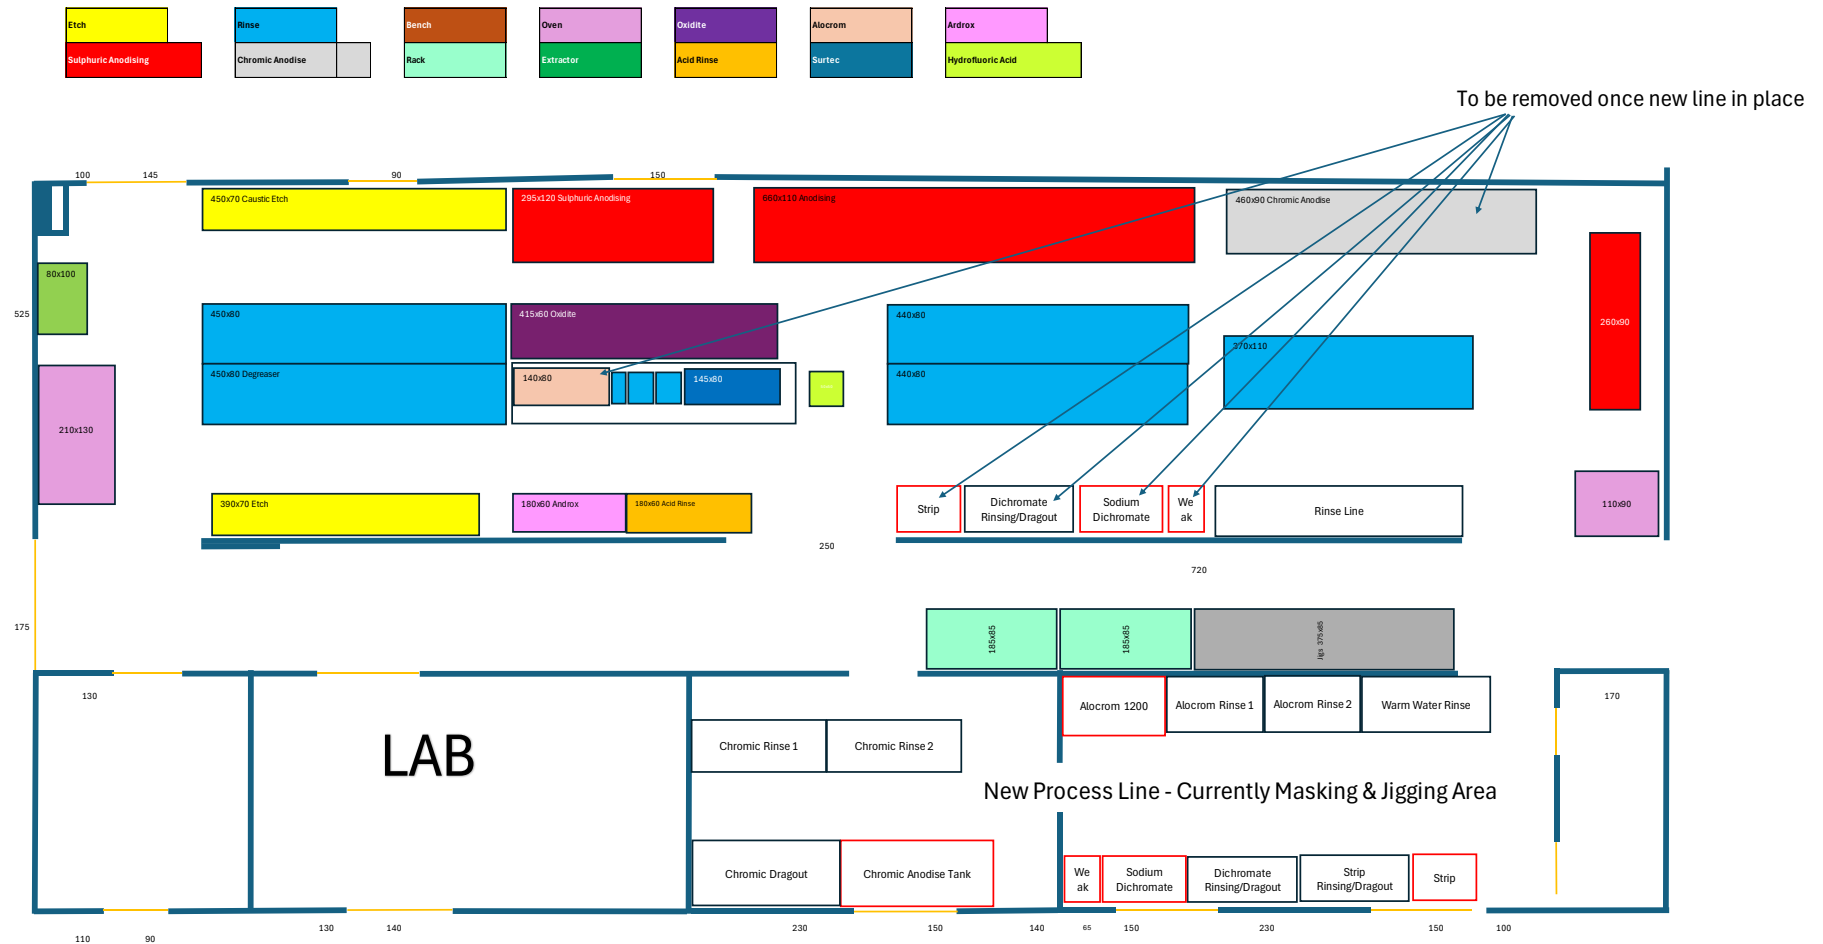 Etch
Rinse
Bench
Oven
Oxidite
Alocrom
Ardrox
Sulphuric Anodising
Chromic Anodise
Rack
Extractor
Acid Rinse
Surtec
Hydrofluoric Acid
To be removed once new line in place
100
145
90
150
450x70 Caustic Etch
295x120 Sulphuric Anodising
660x110 Anodising
460x90 Chromic Anodise
80x100
525
450x80
415x60 Oxidite
440x80
260x90
370x110
450x80 Degreaser
140x80
145x80
440x80
210x130
390x70 Etch
180x60 Androx
180x60 Acid Rinse
Strip
Dichromate
Rinsing/Dragout
Sodium
Dichromate
We
ak
Rinse Line
110x90
250
720
175
185x85
185x85
Jigs 375x85
130
170
Alocrom 1200
Alocrom Rinse 1
Alocrom Rinse 2
Warm Water Rinse
LAB
Chromic Rinse 1
Chromic Rinse 2
New Process Line - Currently Masking & Jigging Area
Chromic Dragout
Chromic Anodise Tank
We
ak
Sodium
Dichromate
Dichromate
Rinsing/Dragout
Strip
Rinsing/Dragout
Strip
110
90
130
140
230
150
140
65
150
230
150
100